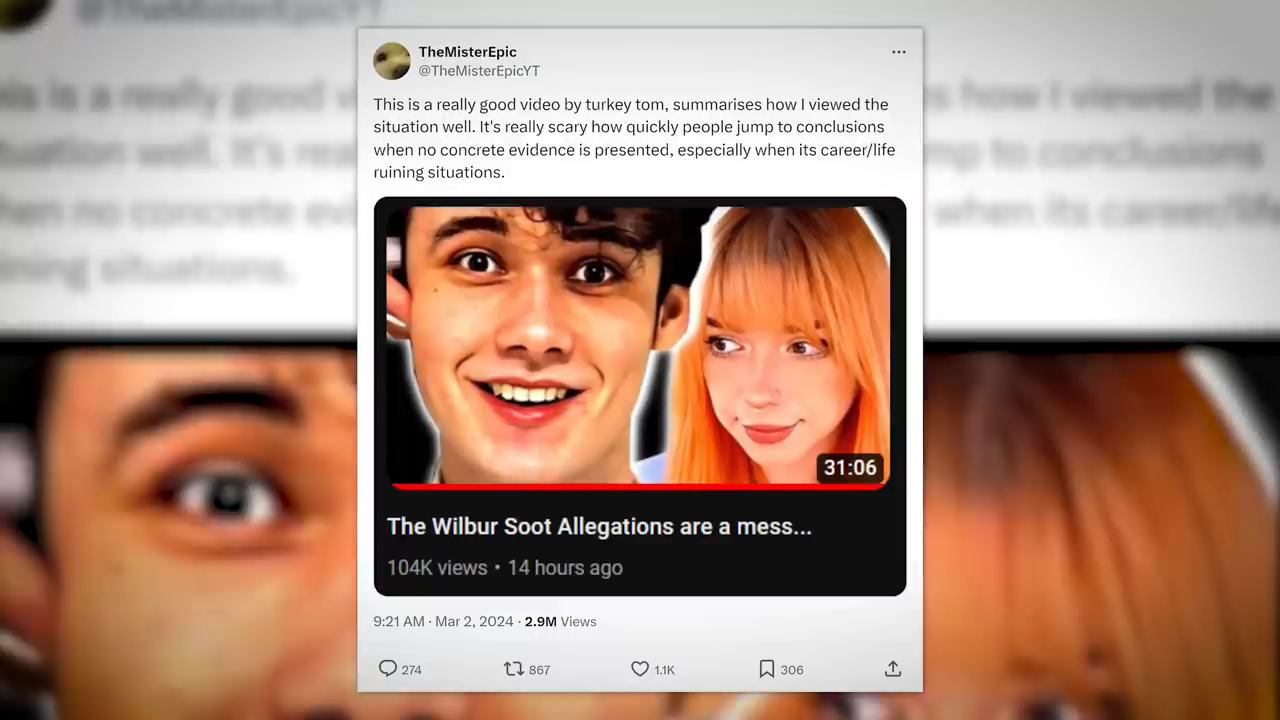 TheMisterEpic
@TheMisterEpicYT
This is a really good video by turkey tom, summarises how I viewed the
situation well. It's really scary how quickly people jump to conclusions
when no concrete evidence is presented, especially when its career/life
ruining situations.
31:06
The Wilbur Soot Allegations are a mess...
104K views • 14 hours ago
9:21 AM · Mar 2, 2024 · 2.9M Views
274 867 1.1K 306